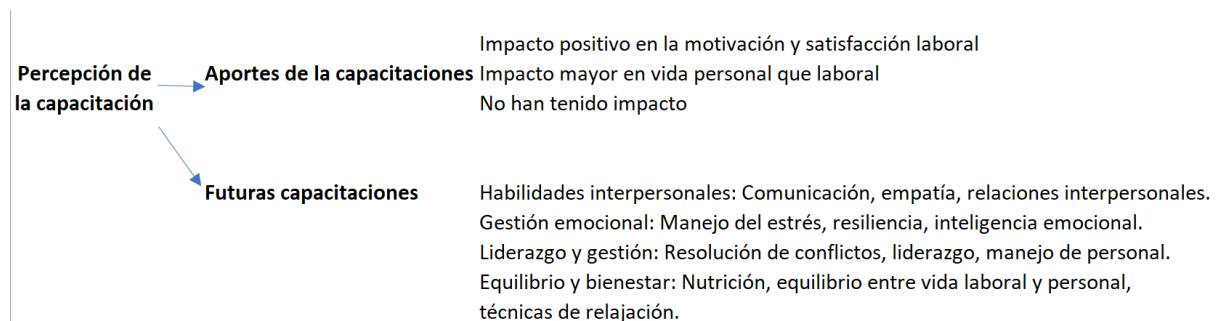 Percepción de
la capacitación
Aportes de la capacitaciones
Impacto positivo en la motivación y satisfacción laboral
Impacto mayor en vida personal que laboral
No han tenido impacto
Futuras capacitaciones
Habilidades interpersonales: Comunicación, empatía, relaciones interpersonales.
Gestión emocional: Manejo del estrés, resiliencia, inteligencia emocional.
Liderazgo y gestión: Resolución de conflictos, liderazgo, manejo de personal.
Equilibrio y bienestar: Nutrición, equilibrio entre vida laboral y personal,
técnicas de relajación.